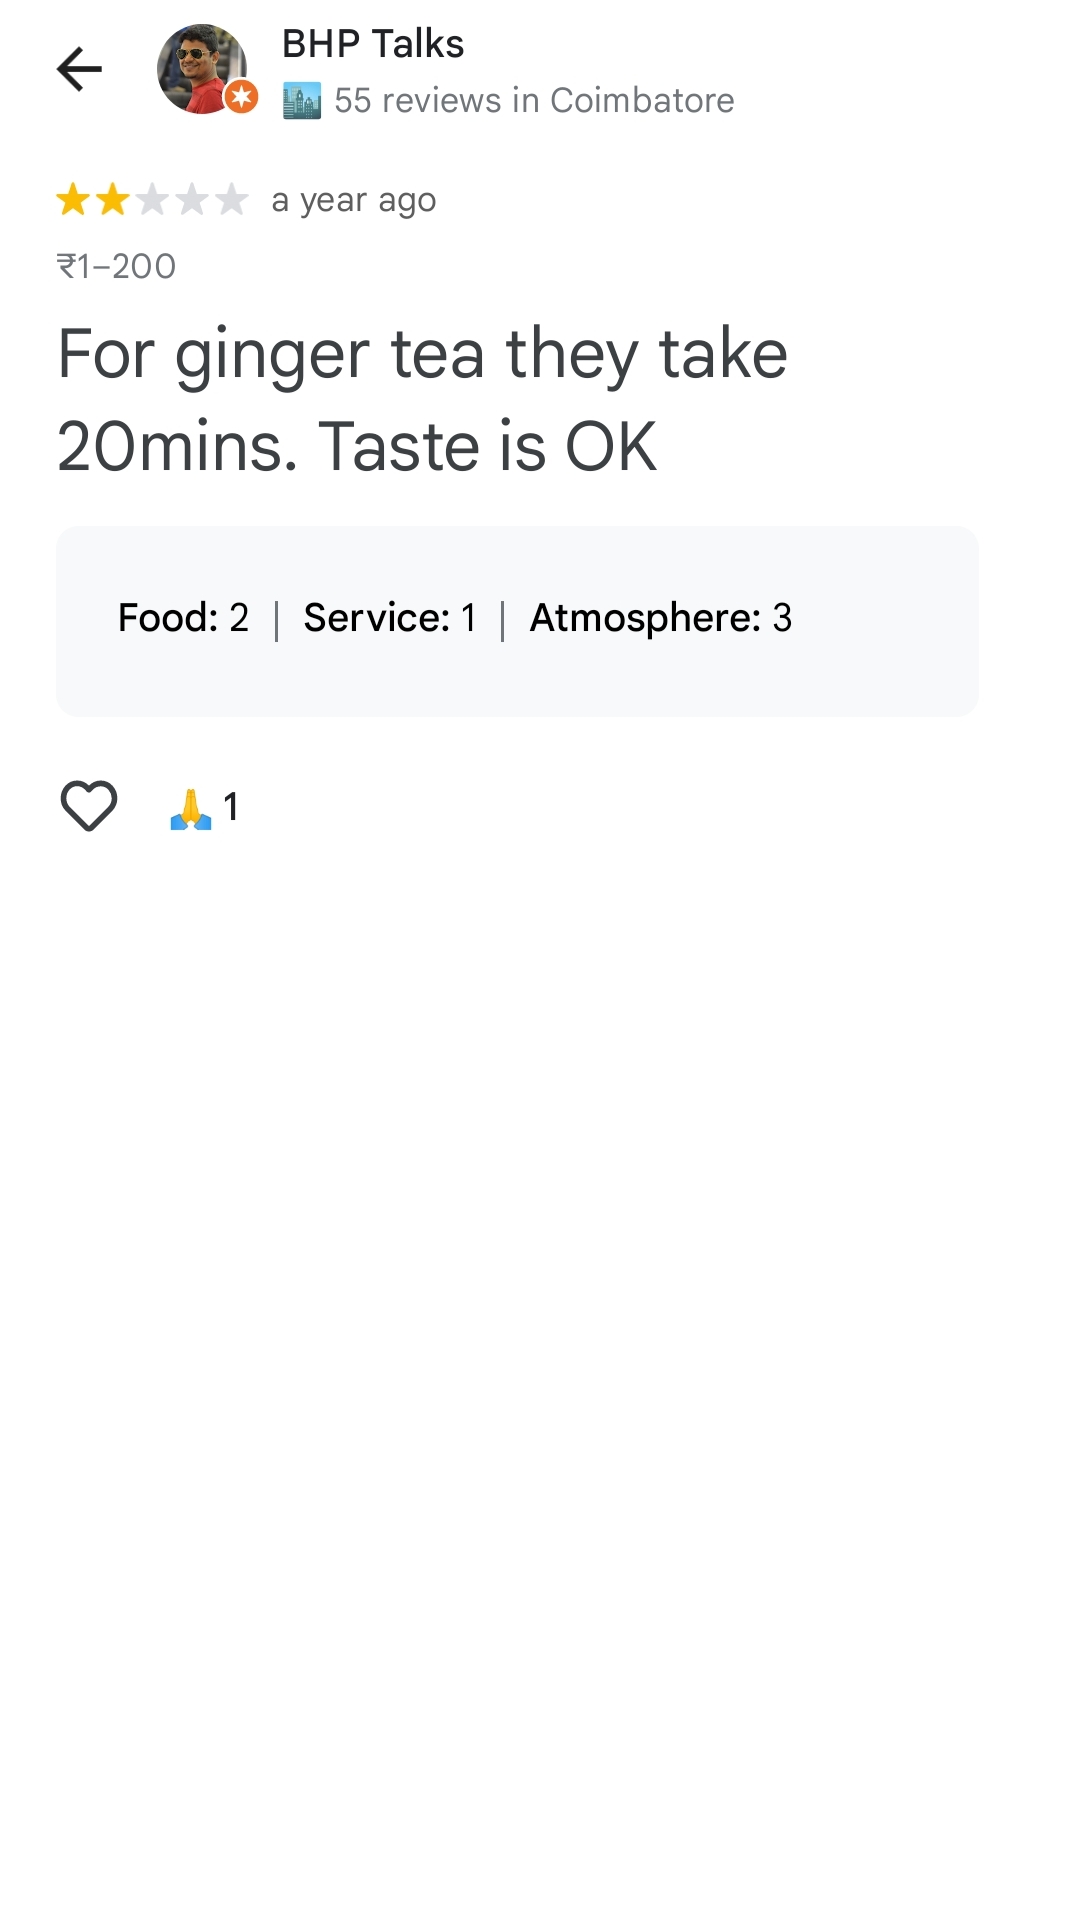 BHP Talks
55 reviews in Coimbatore
a year ago
₹1–200
For ginger tea they take
20mins. Taste is OK
Food: 2 | Service: 1 | Atmosphere: 3
🙏 1